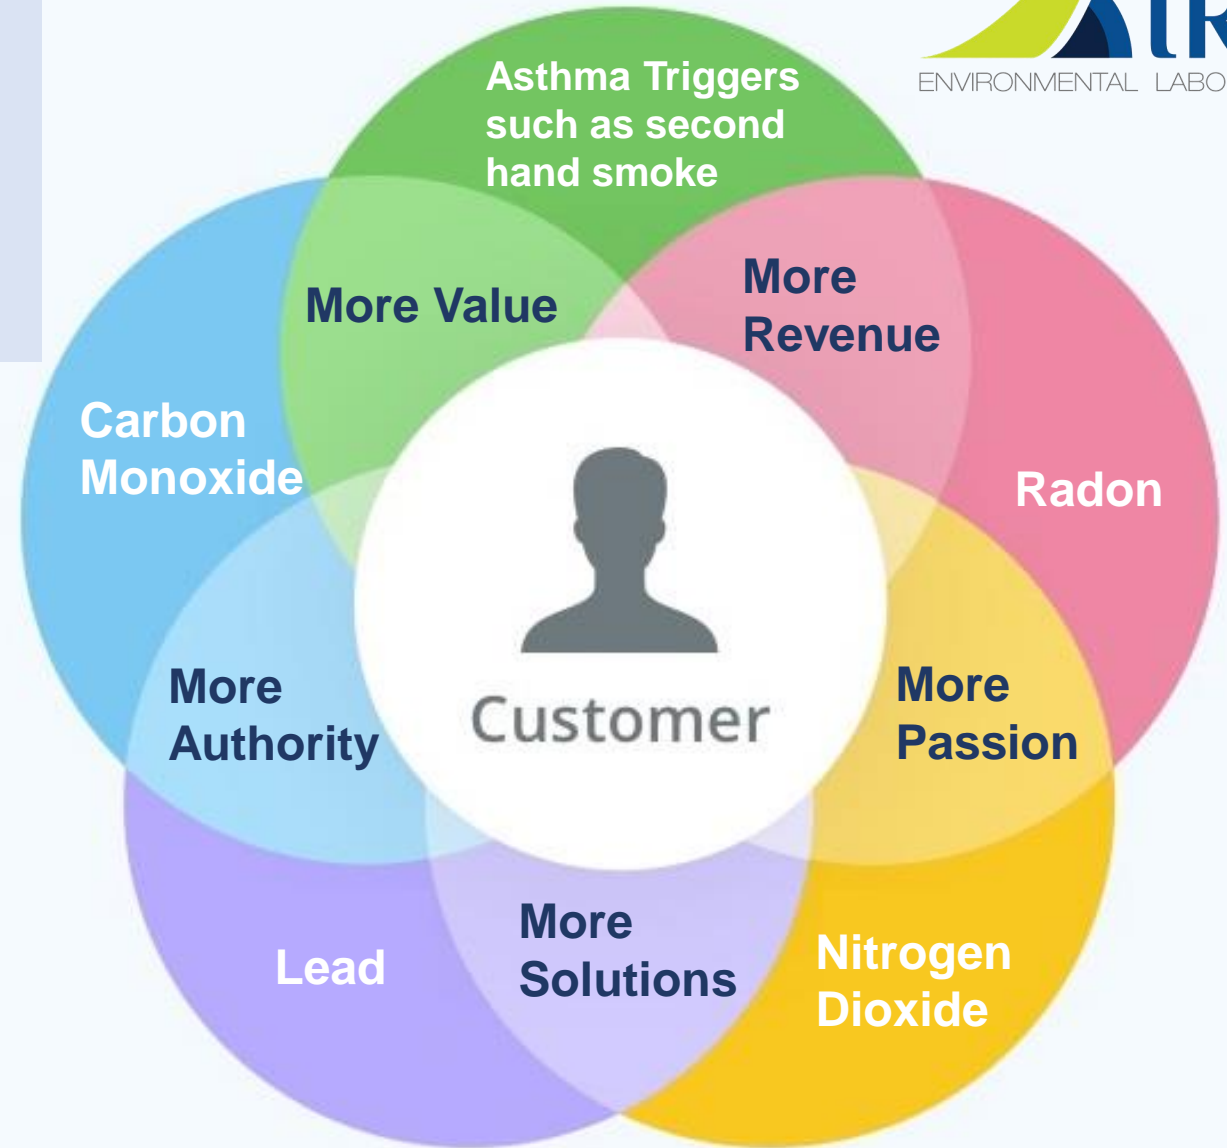 ENVIRONMENTAL
Asthma Triggers
such as second
hand smoke
More Value
More
Revenue
Carbon
Monoxide
Radon
Customer
More
Authority
More
Passion
More
Solutions
Lead
Nitrogen
Dioxide